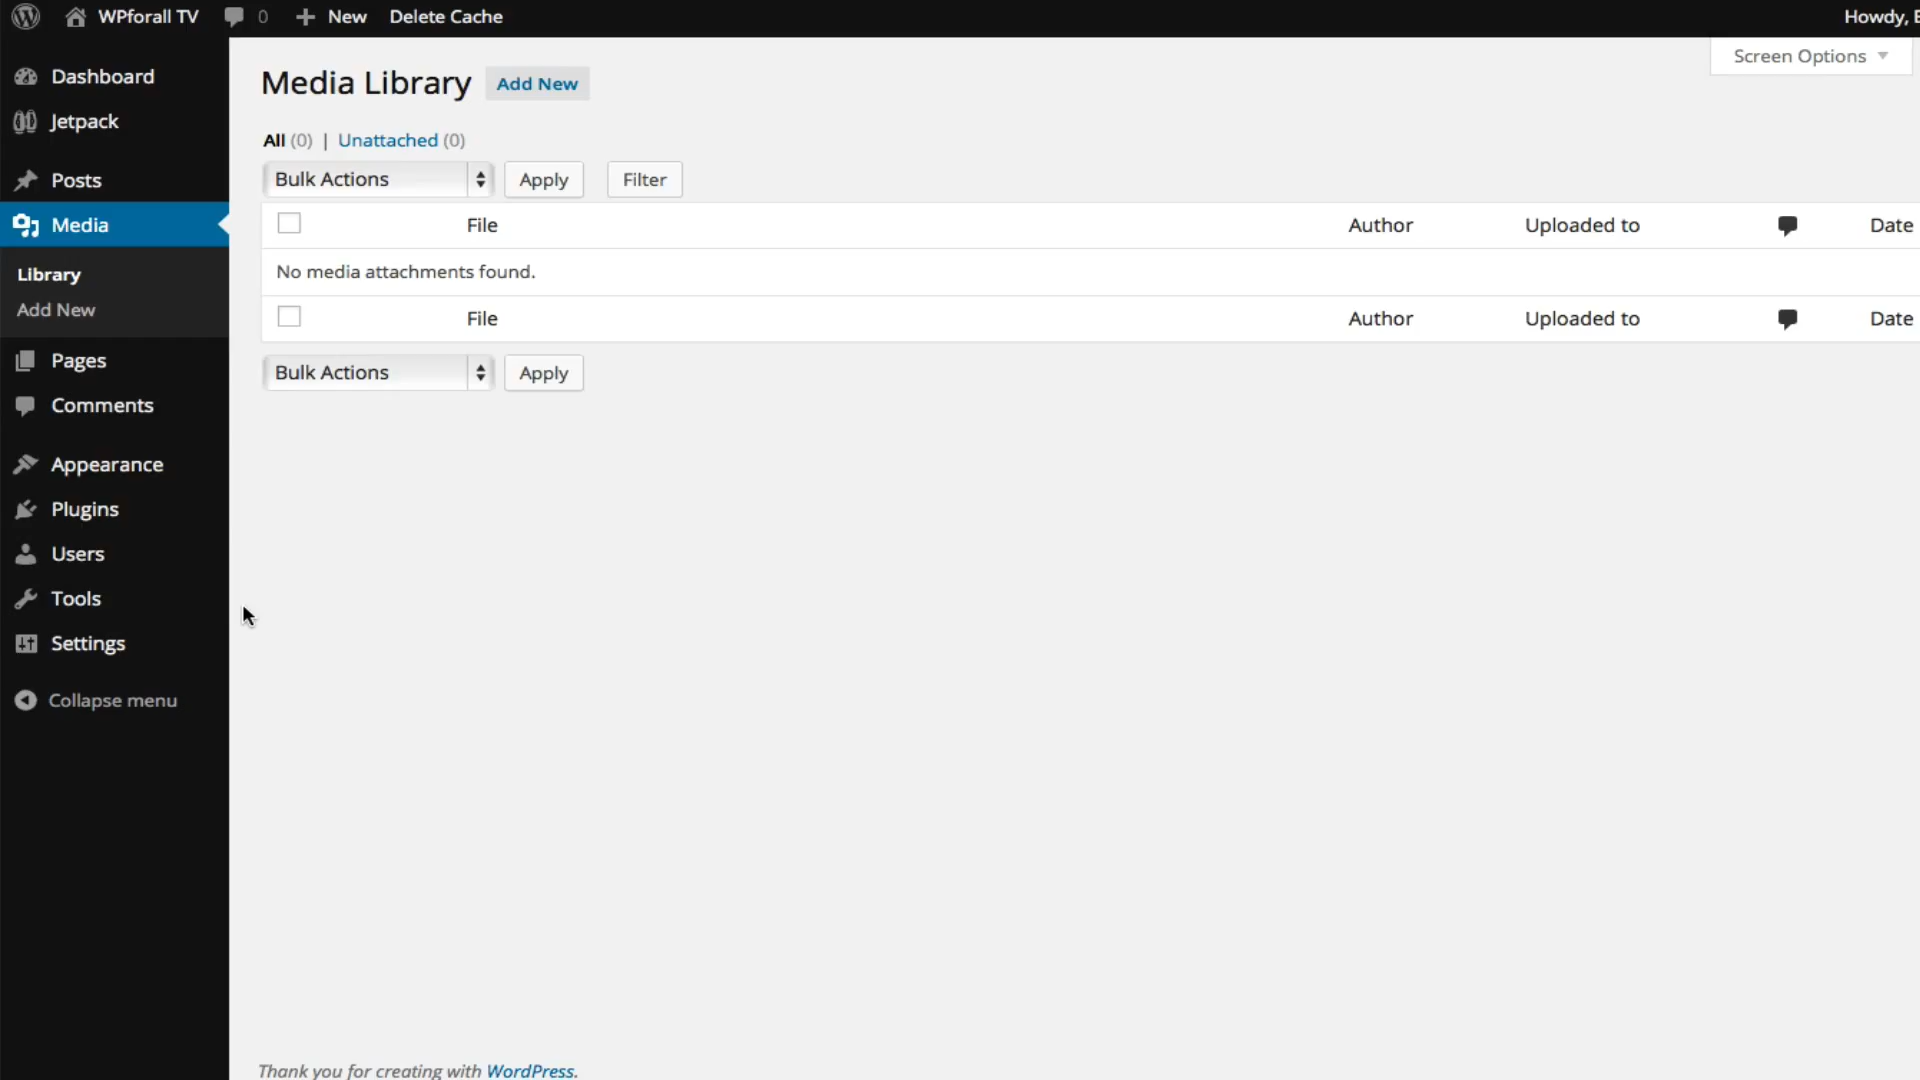 WPforall TV 0 New Delete Cache Howdy,
Screen Options
Dashboard
Jetpack
Posts
Media
Library
Add New
Pages
Comments
Appearance
Plugins
Users
Tools
Settings
Collapse menu
Media Library Add New
All (0) | Unattached (0)
Bulk Actions Apply Filter
File Author Uploaded to Date
No media attachments found.
File Author Uploaded to Date
Bulk Actions Apply
Thank you for creating with WordPress.